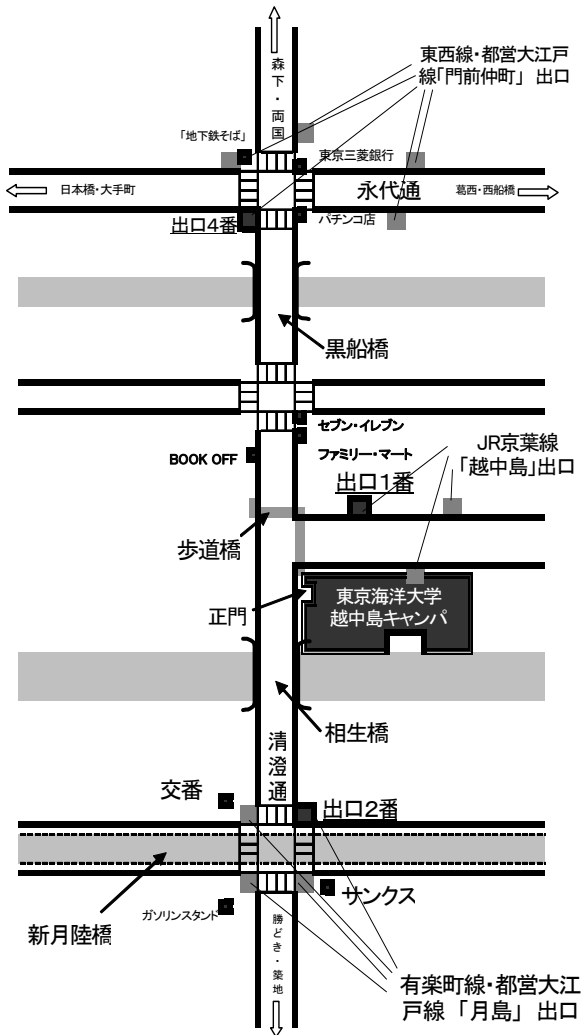 東西線・都営大江戸
線「門前仲町」 出口
森下・両国
「地下鉄そば」
東京三菱銀行
日本橋・大手町
永代通
葛西・西船橋
出口4番
パチンコ店
黒船橋
セブン・イレブン
ファミリー・マート
BOOK OFF
JR京葉線
「越中島」出口
出口1番
歩道橋
正門
東京海洋大学
越中島キャンパ
相生橋
清澄通
交番
出口2番
サンクス
ガソリンスタンド
新月陸橋
勝どき・築地
有楽町線・都営大江
戸線 「月島」 出口